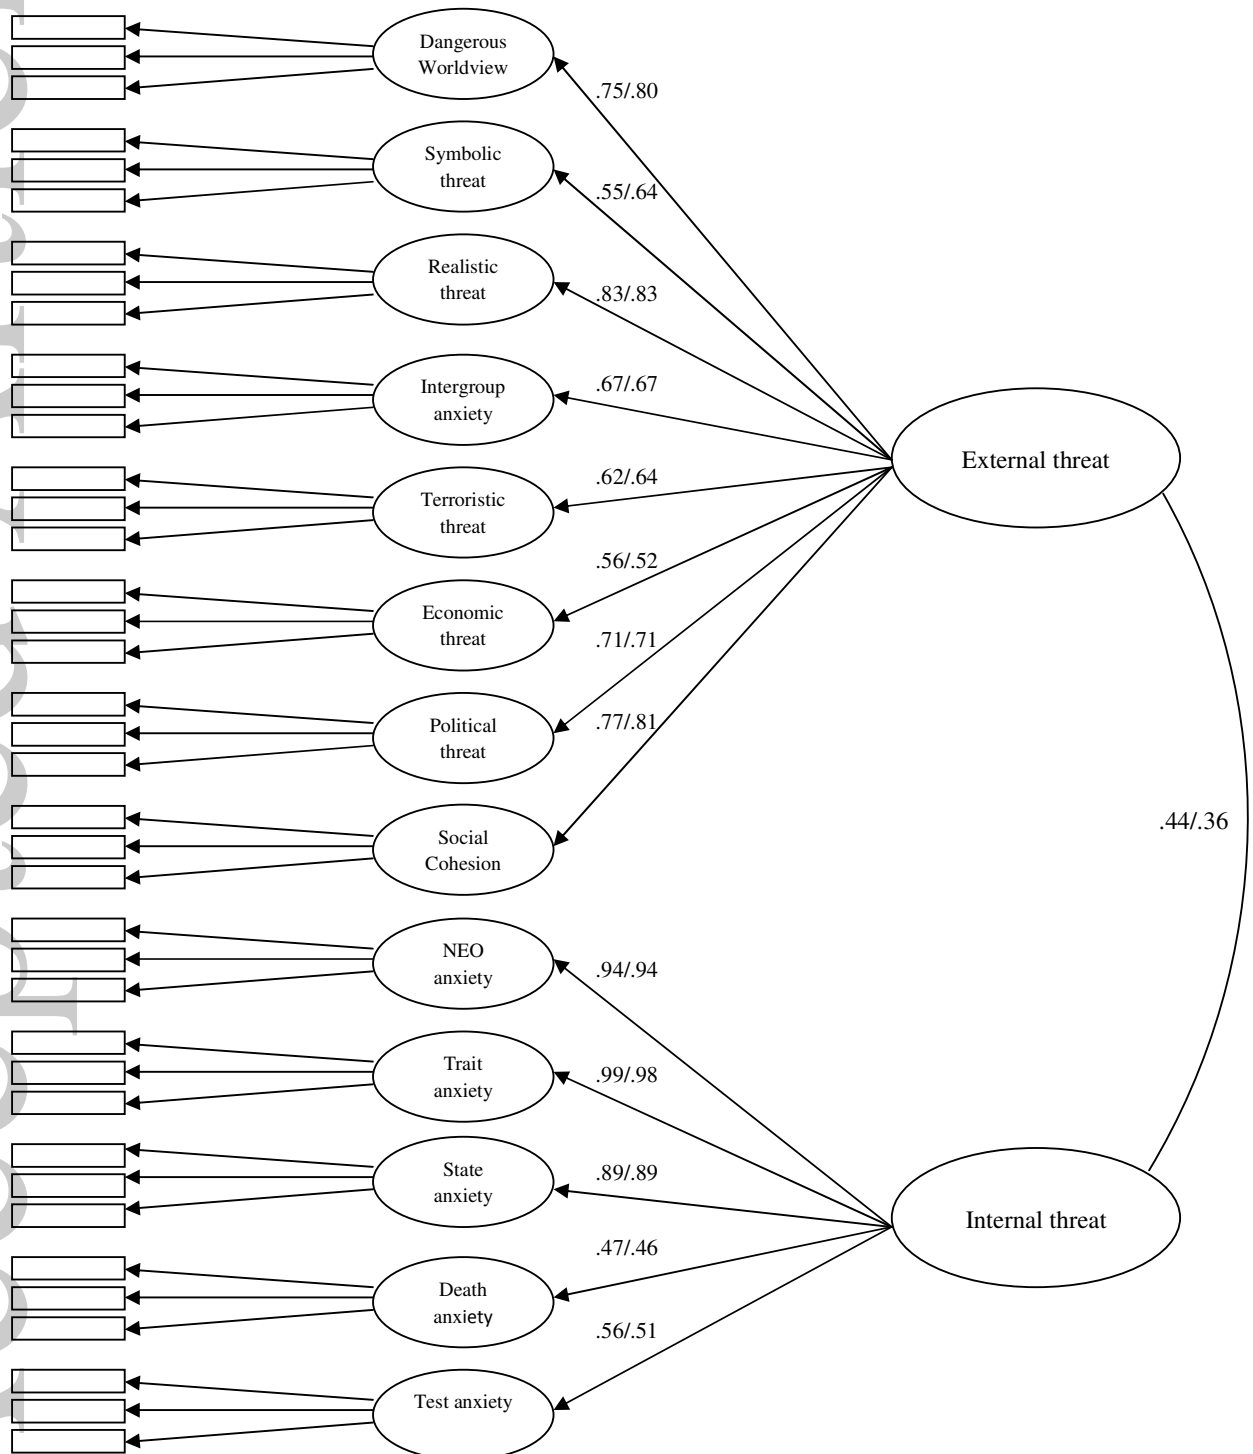 Dangerous
Worldview
.75/.80
Symbolic
threat
.55/.64
Realistic
threat
.83/.83
Intergroup
anxiety
.67/.67
External threat
Terroristic
threat
.62/.64
Economic
threat
.56/.52
Political
threat
.71/.71
Social
Cohesion
.77/.81
.44/.36
NEO
anxiety
.94/.94
Trait
anxiety
.99/.98
State
anxiety
.89/.89
Internal threat
Death
anxiety
.47/.46
Test anxiety
.56/.51